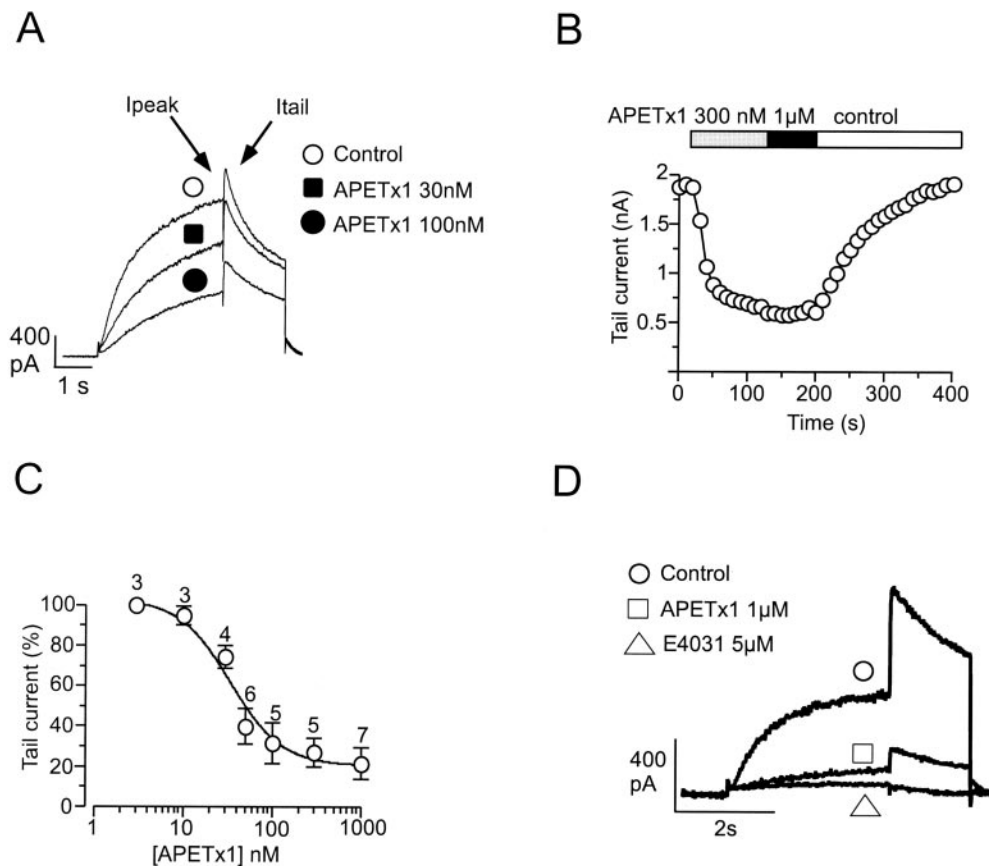 A
Ipeak
Itail
Control
APETx1 30nM
APETx1 100nM
400
pA
1 s
B
APETx1 300 nM 1µM control
Tail current (nA)
2
1.5
1
0.5
0 100 200 300 400
Time (s)
C
Tail current (%)
100
80
60
40
20
0
3 3 4 6 5 5 7
1 10 100 1000
[APETx1] nM
D
Control
APETx1 1µM
E4031 5µM
400
pA
2s